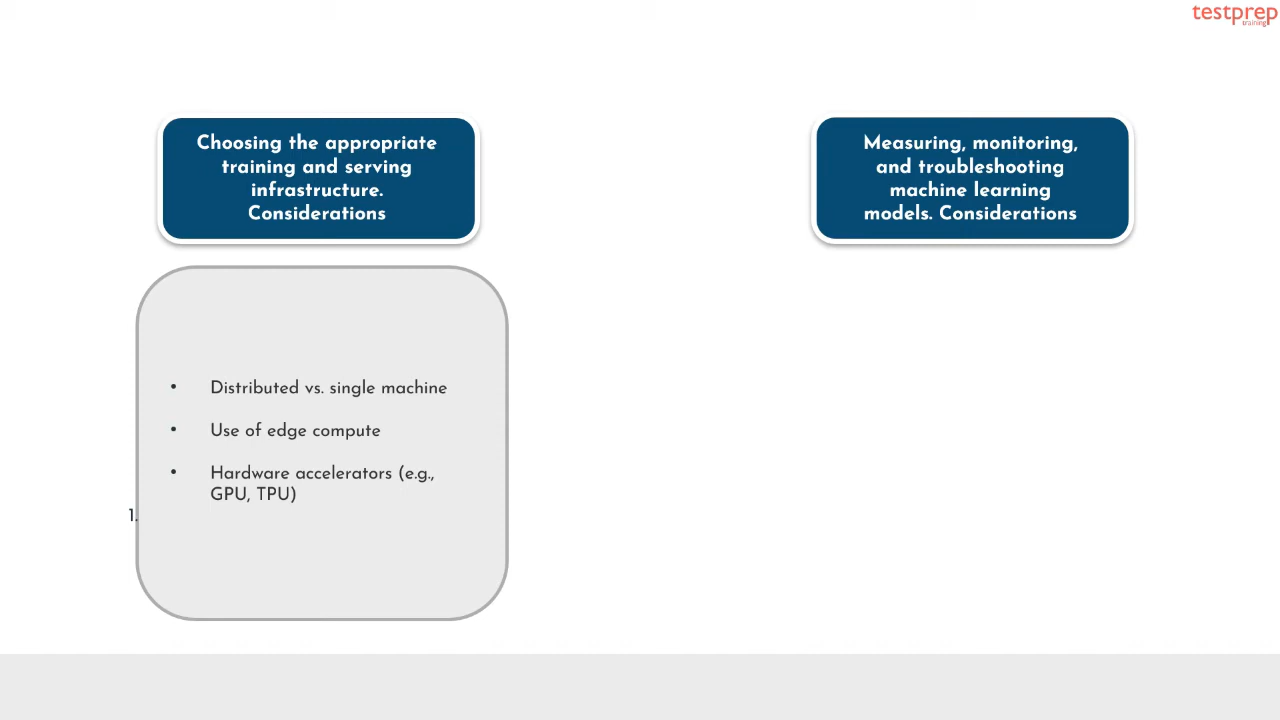 testprep
training
Choosing the appropriate
training and serving
infrastructure.
Considerations
Measuring, monitoring,
and troubleshooting
machine learning
models. Considerations
• Distributed vs. single machine
• Use of edge compute
• Hardware accelerators (e.g.,
GPU, TPU)
1.